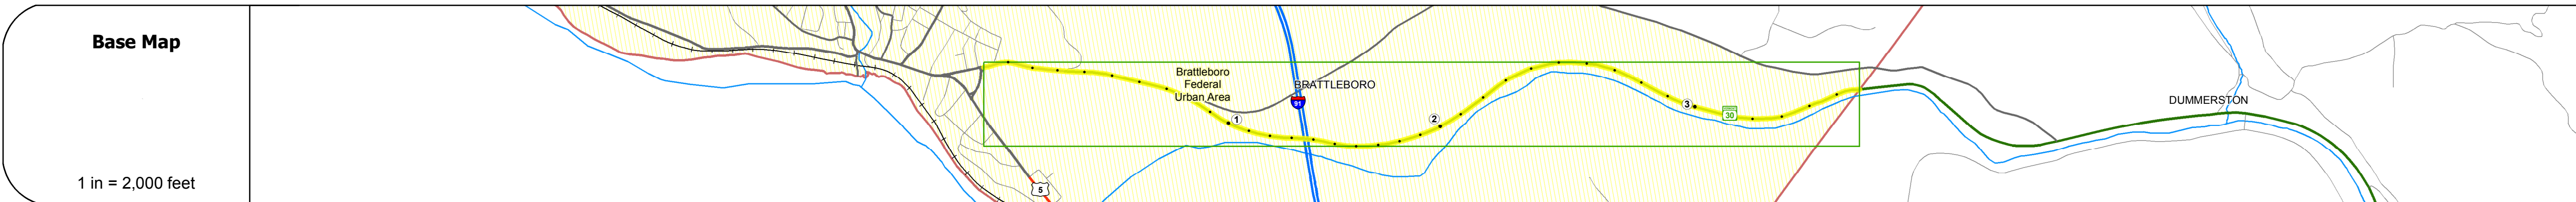 Base Map
1 in = 2,000 feet
Brattleboro
Federal
Urban Area
BRATTLEBORO
91
1
2
3
30
5
DUMMERSTON